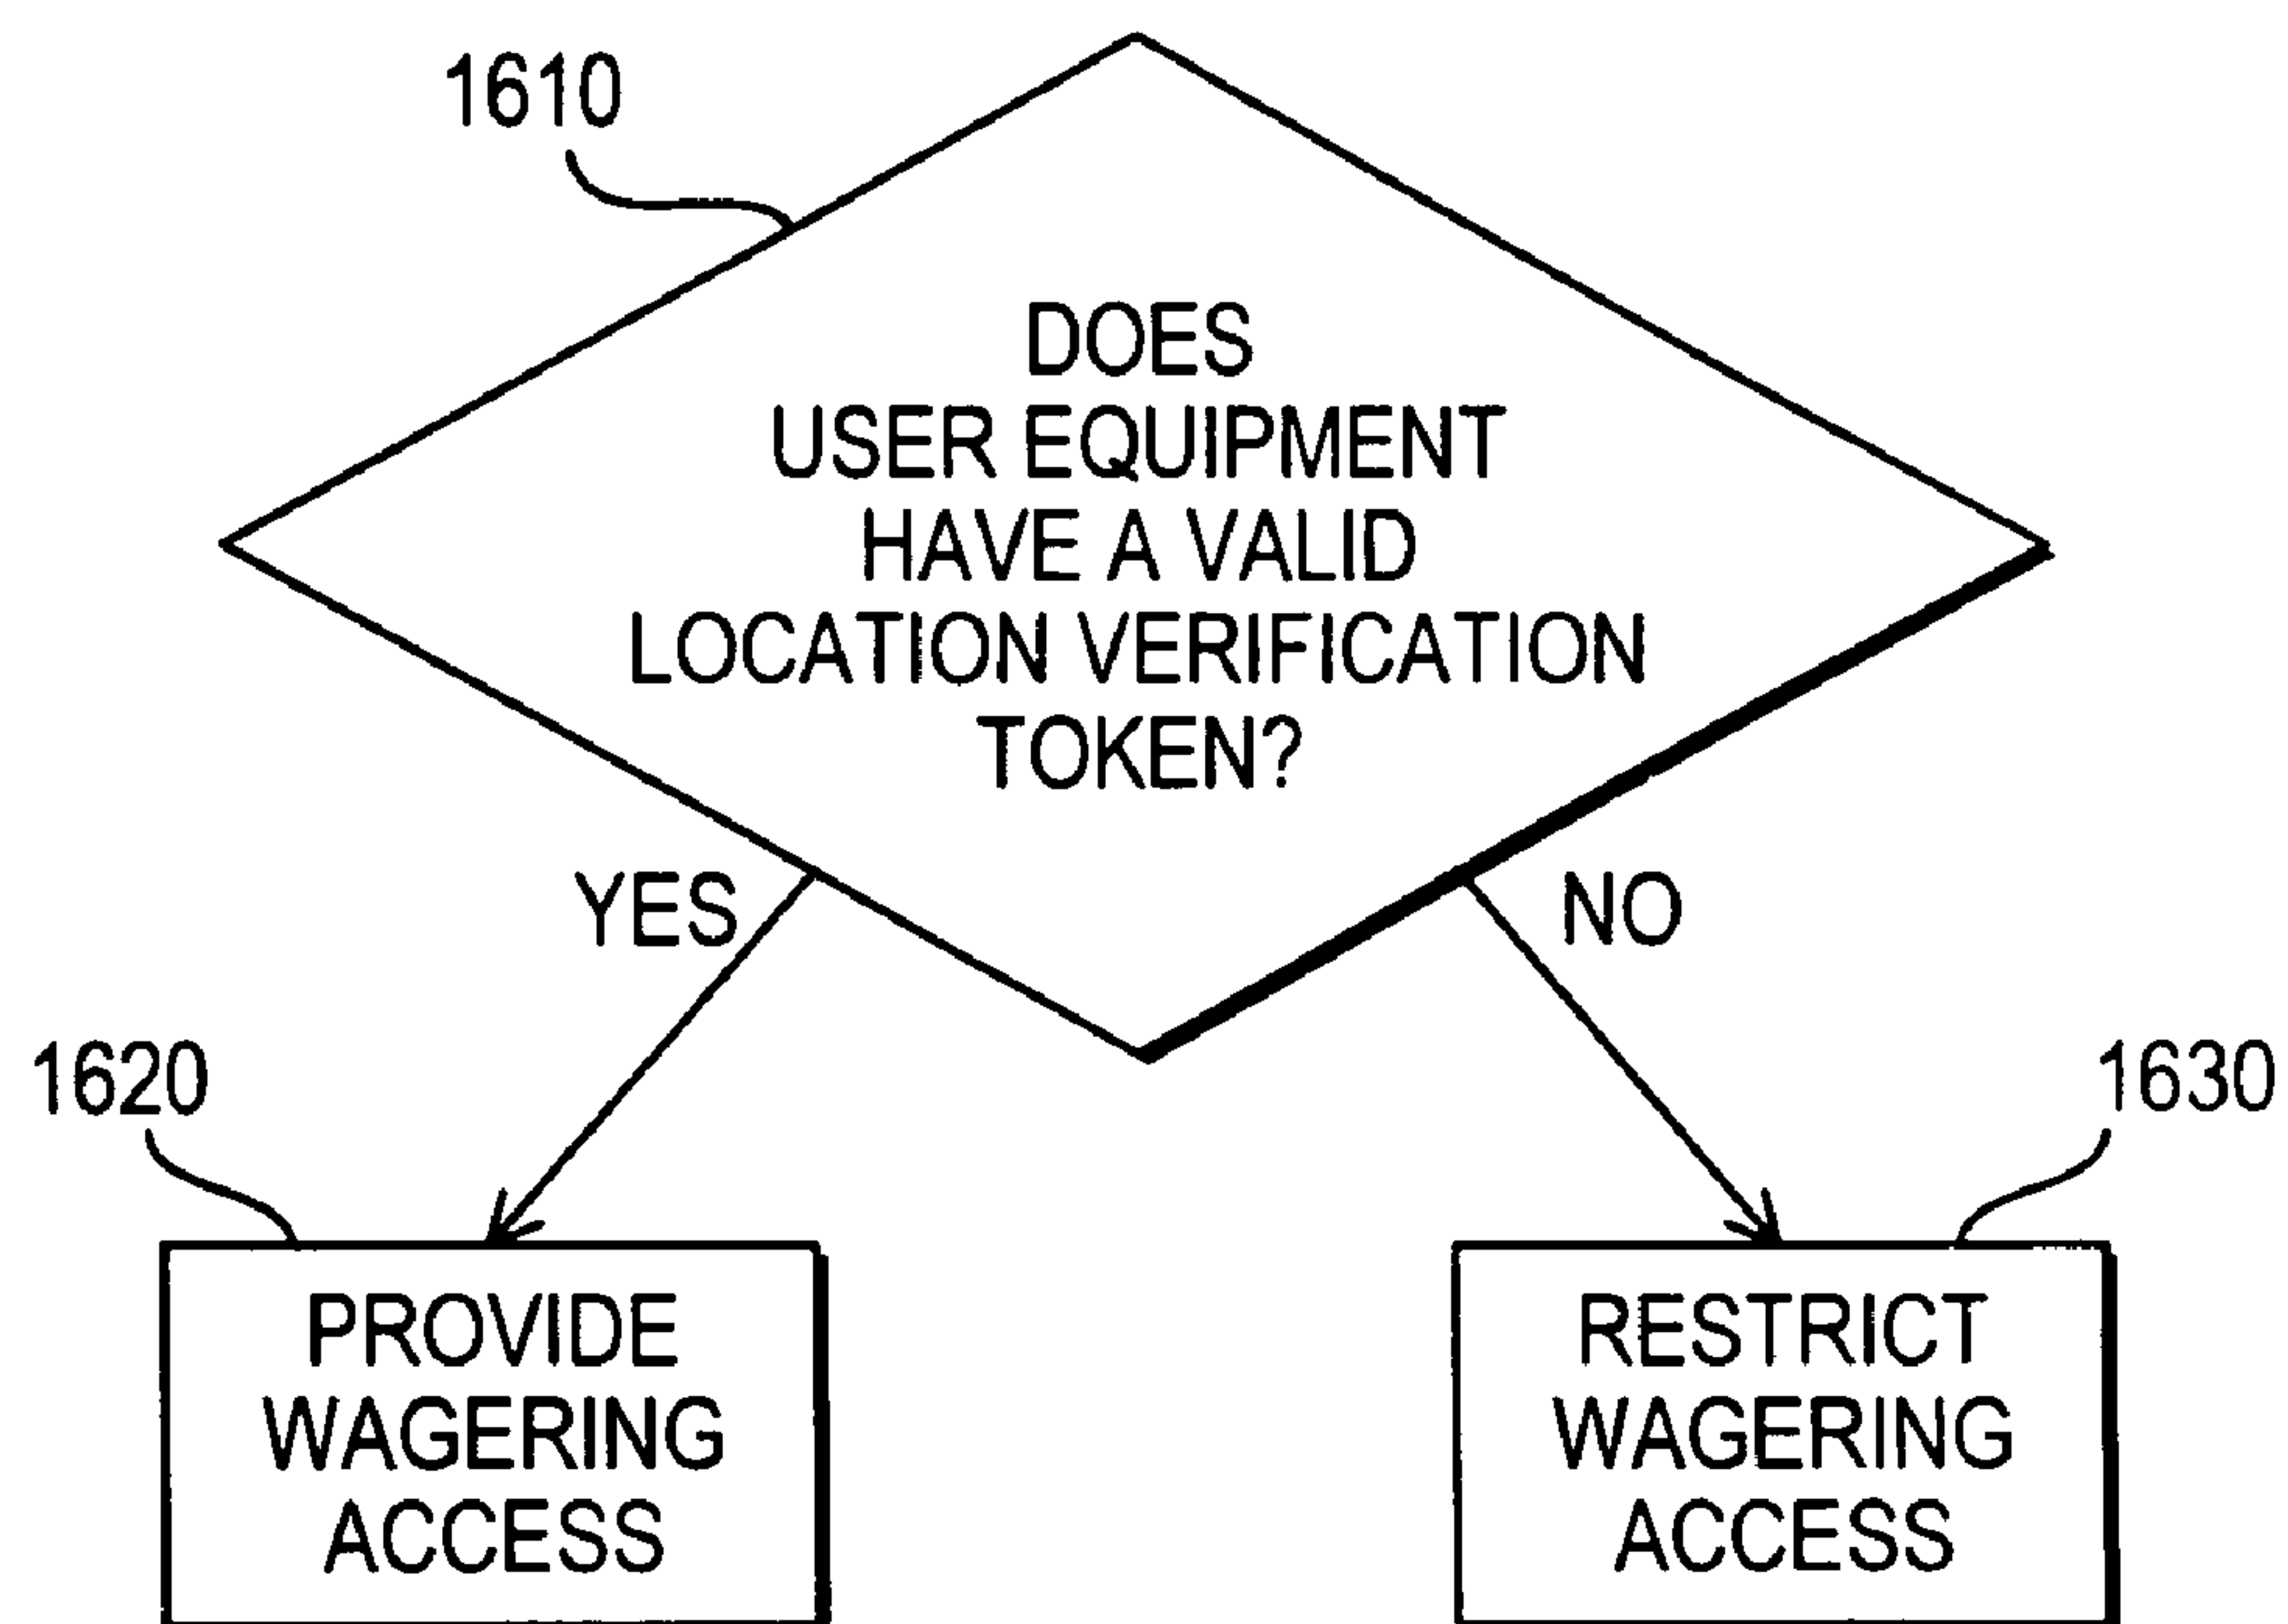 1610
DOES
USER EQUIPMENT
HAVE A VALID
LOCATION VERIFICATION
TOKEN?
YES
NO
1620
1630
PROVIDE
WAGERING
ACCESS
RESTRICT
WAGERING
ACCESS